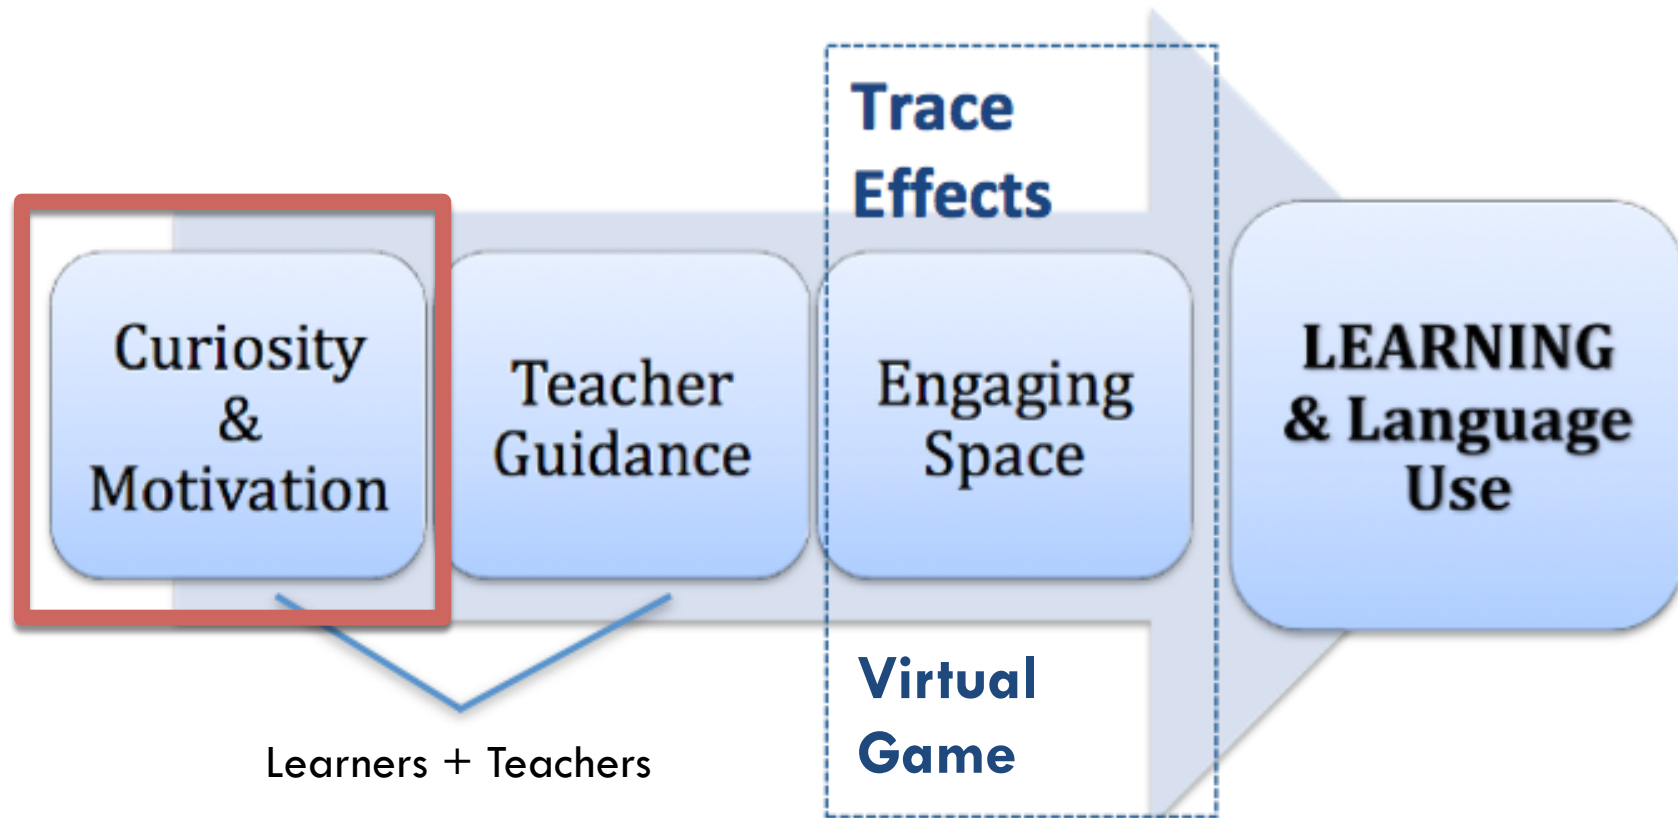 Trace
Effects
Curiosity
&
Motivation
Teacher
Guidance
Engaging
Space
LEARNING
& Language
Use
Virtual
Game
Learners + Teachers